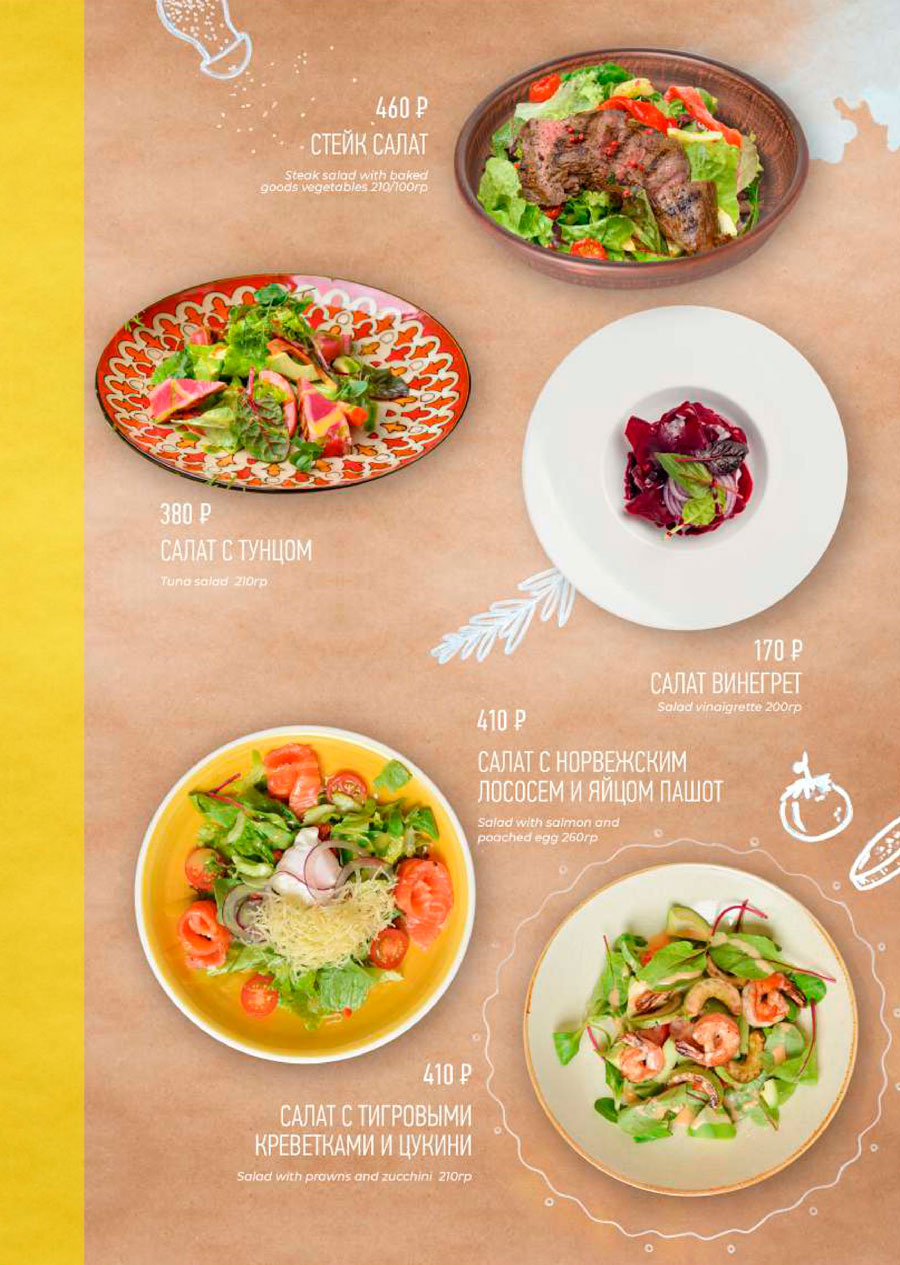 460 ₽
СТЕЙК САЛАТ
Steak salad with baked
goods vegetables 210/100гр
380 ₽
САЛАТ С ТУНЦОМ
Tuna salad 210гр
170 ₽
САЛАТ ВИНЕГРЕТ
Salad vinaigrette 200гр
410 ₽
САЛАТ С НОРВЕЖСКИМ
ЛОСОСЕМ И ЯЙЦОМ ПАШОТ
Salad with salmon and
poached egg 260гр
410 ₽
САЛАТ С ТИГРОВЫМИ
КРЕВЕТКАМИ И ЦУКИНИ
Salad with prawns and zucchini 210гр